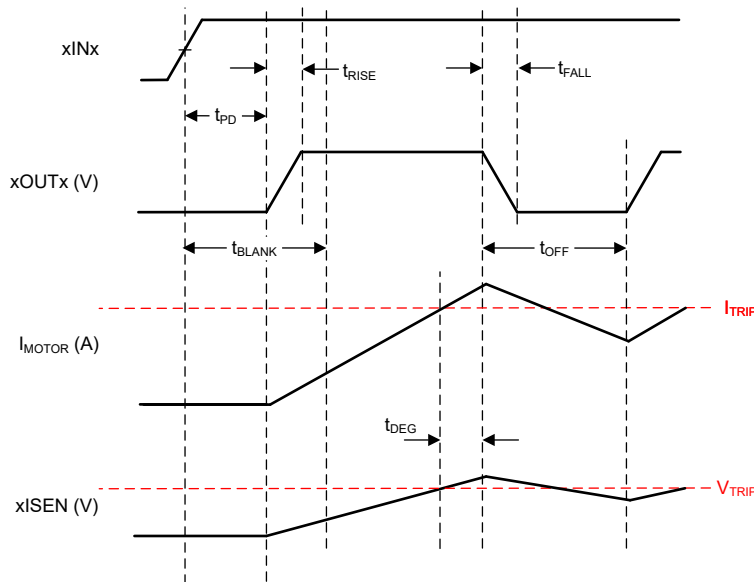 xINx
tRISE
tFALL
tPD
xOUTx (V)
tBLANK
tOFF
ITRIP
IMOTOR (A)
tDEG
VTRIP
xISEN (V)